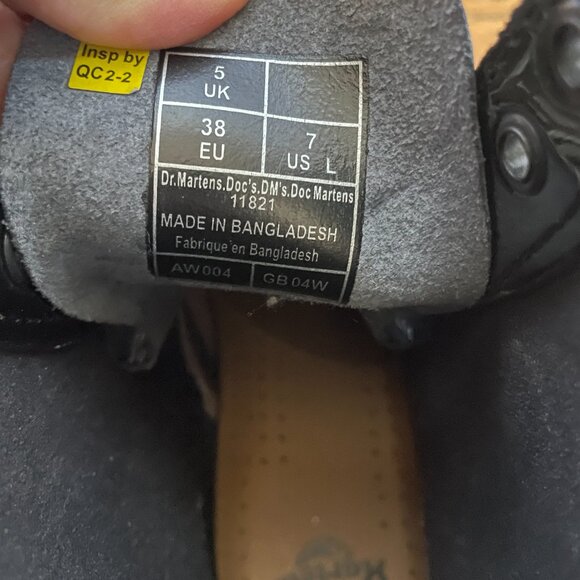 Insp by
QC2-2
5
UK
38
EU
7
US L
Dr.Martens.Doc's.DM's.Doc Martens
11821
MADE IN BANGLADESH
Fabrique en Bangladesh
AW004 GB04W